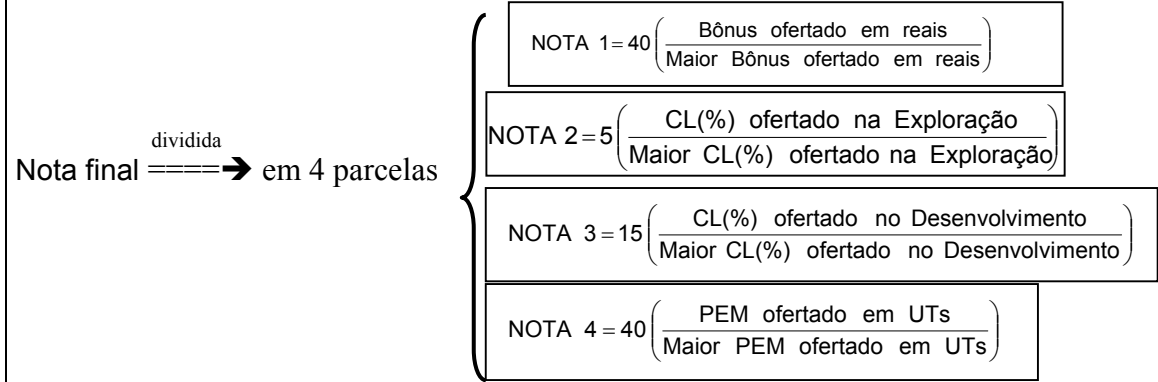 NOTA 1=40(Bônus ofertado em reais
Maior Bônus ofertado em reais)
NOTA 2=5(CL(%) ofertado na Exploração
Maior CL(%) ofertado na Exploração)
dividida
Nota final ====➔ em 4 parcelas
NOTA 3=15(CL(%) ofertado no Desenvolvimento
Maior CL(%) ofertado no Desenvolvimento)
NOTA 4=40(PEM ofertado em UTs
Maior PEM ofertado em UTs)